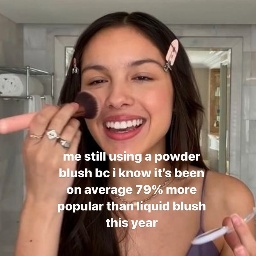 me still using a powder
blush bc i know it's been
on average 79% more
popular than liquid blush
this year